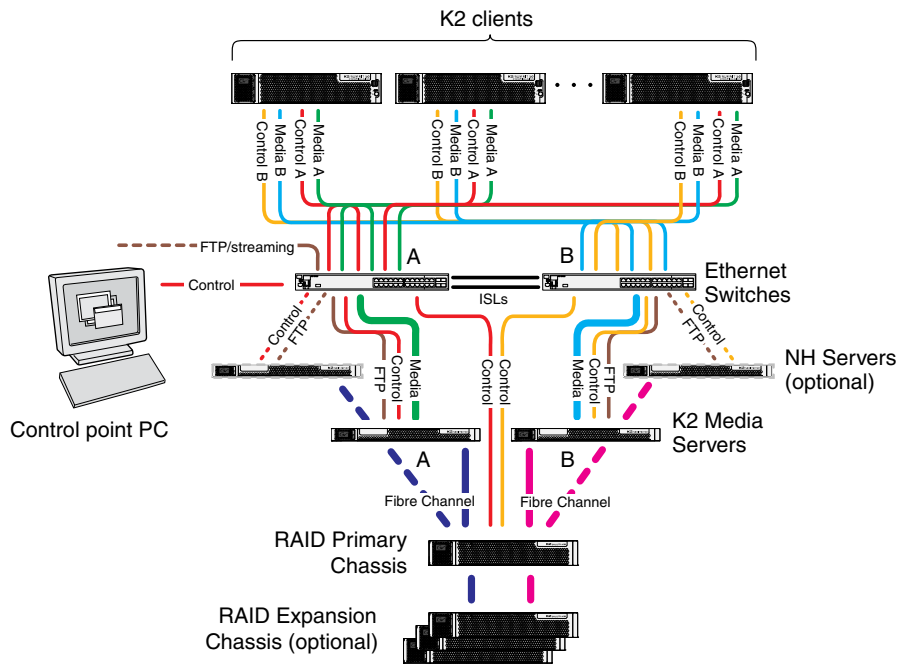 K2 clients
Control B
Media B
Control A
Media A
Control B
Media B
Control A
Media A
Control B
Media B
Control A
Media A
FTP/streaming
A
B
Control
ISLs
Ethernet
Switches
Control
FTP
FTP
Control
Media
Control
Control
Media
Control
FTP
FTP
Control
NH Servers
(optional)
Control point PC
K2 Media
Servers
A
B
Fibre Channel
Fibre Channel
RAID Primary
Chassis
RAID Expansion
Chassis (optional)